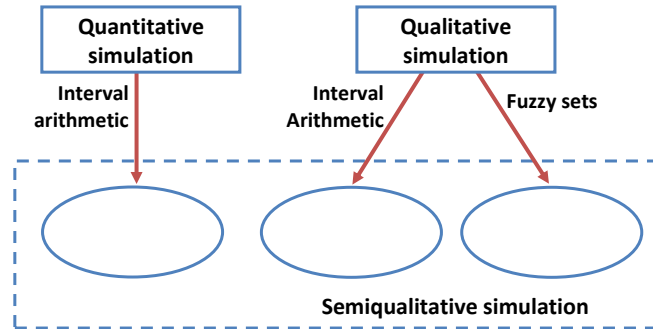 Quantitative
simulation
Qualitative
simulation
Interval
arithmetic
Interval
Arithmetic
Fuzzy sets
Semiqualitative simulation